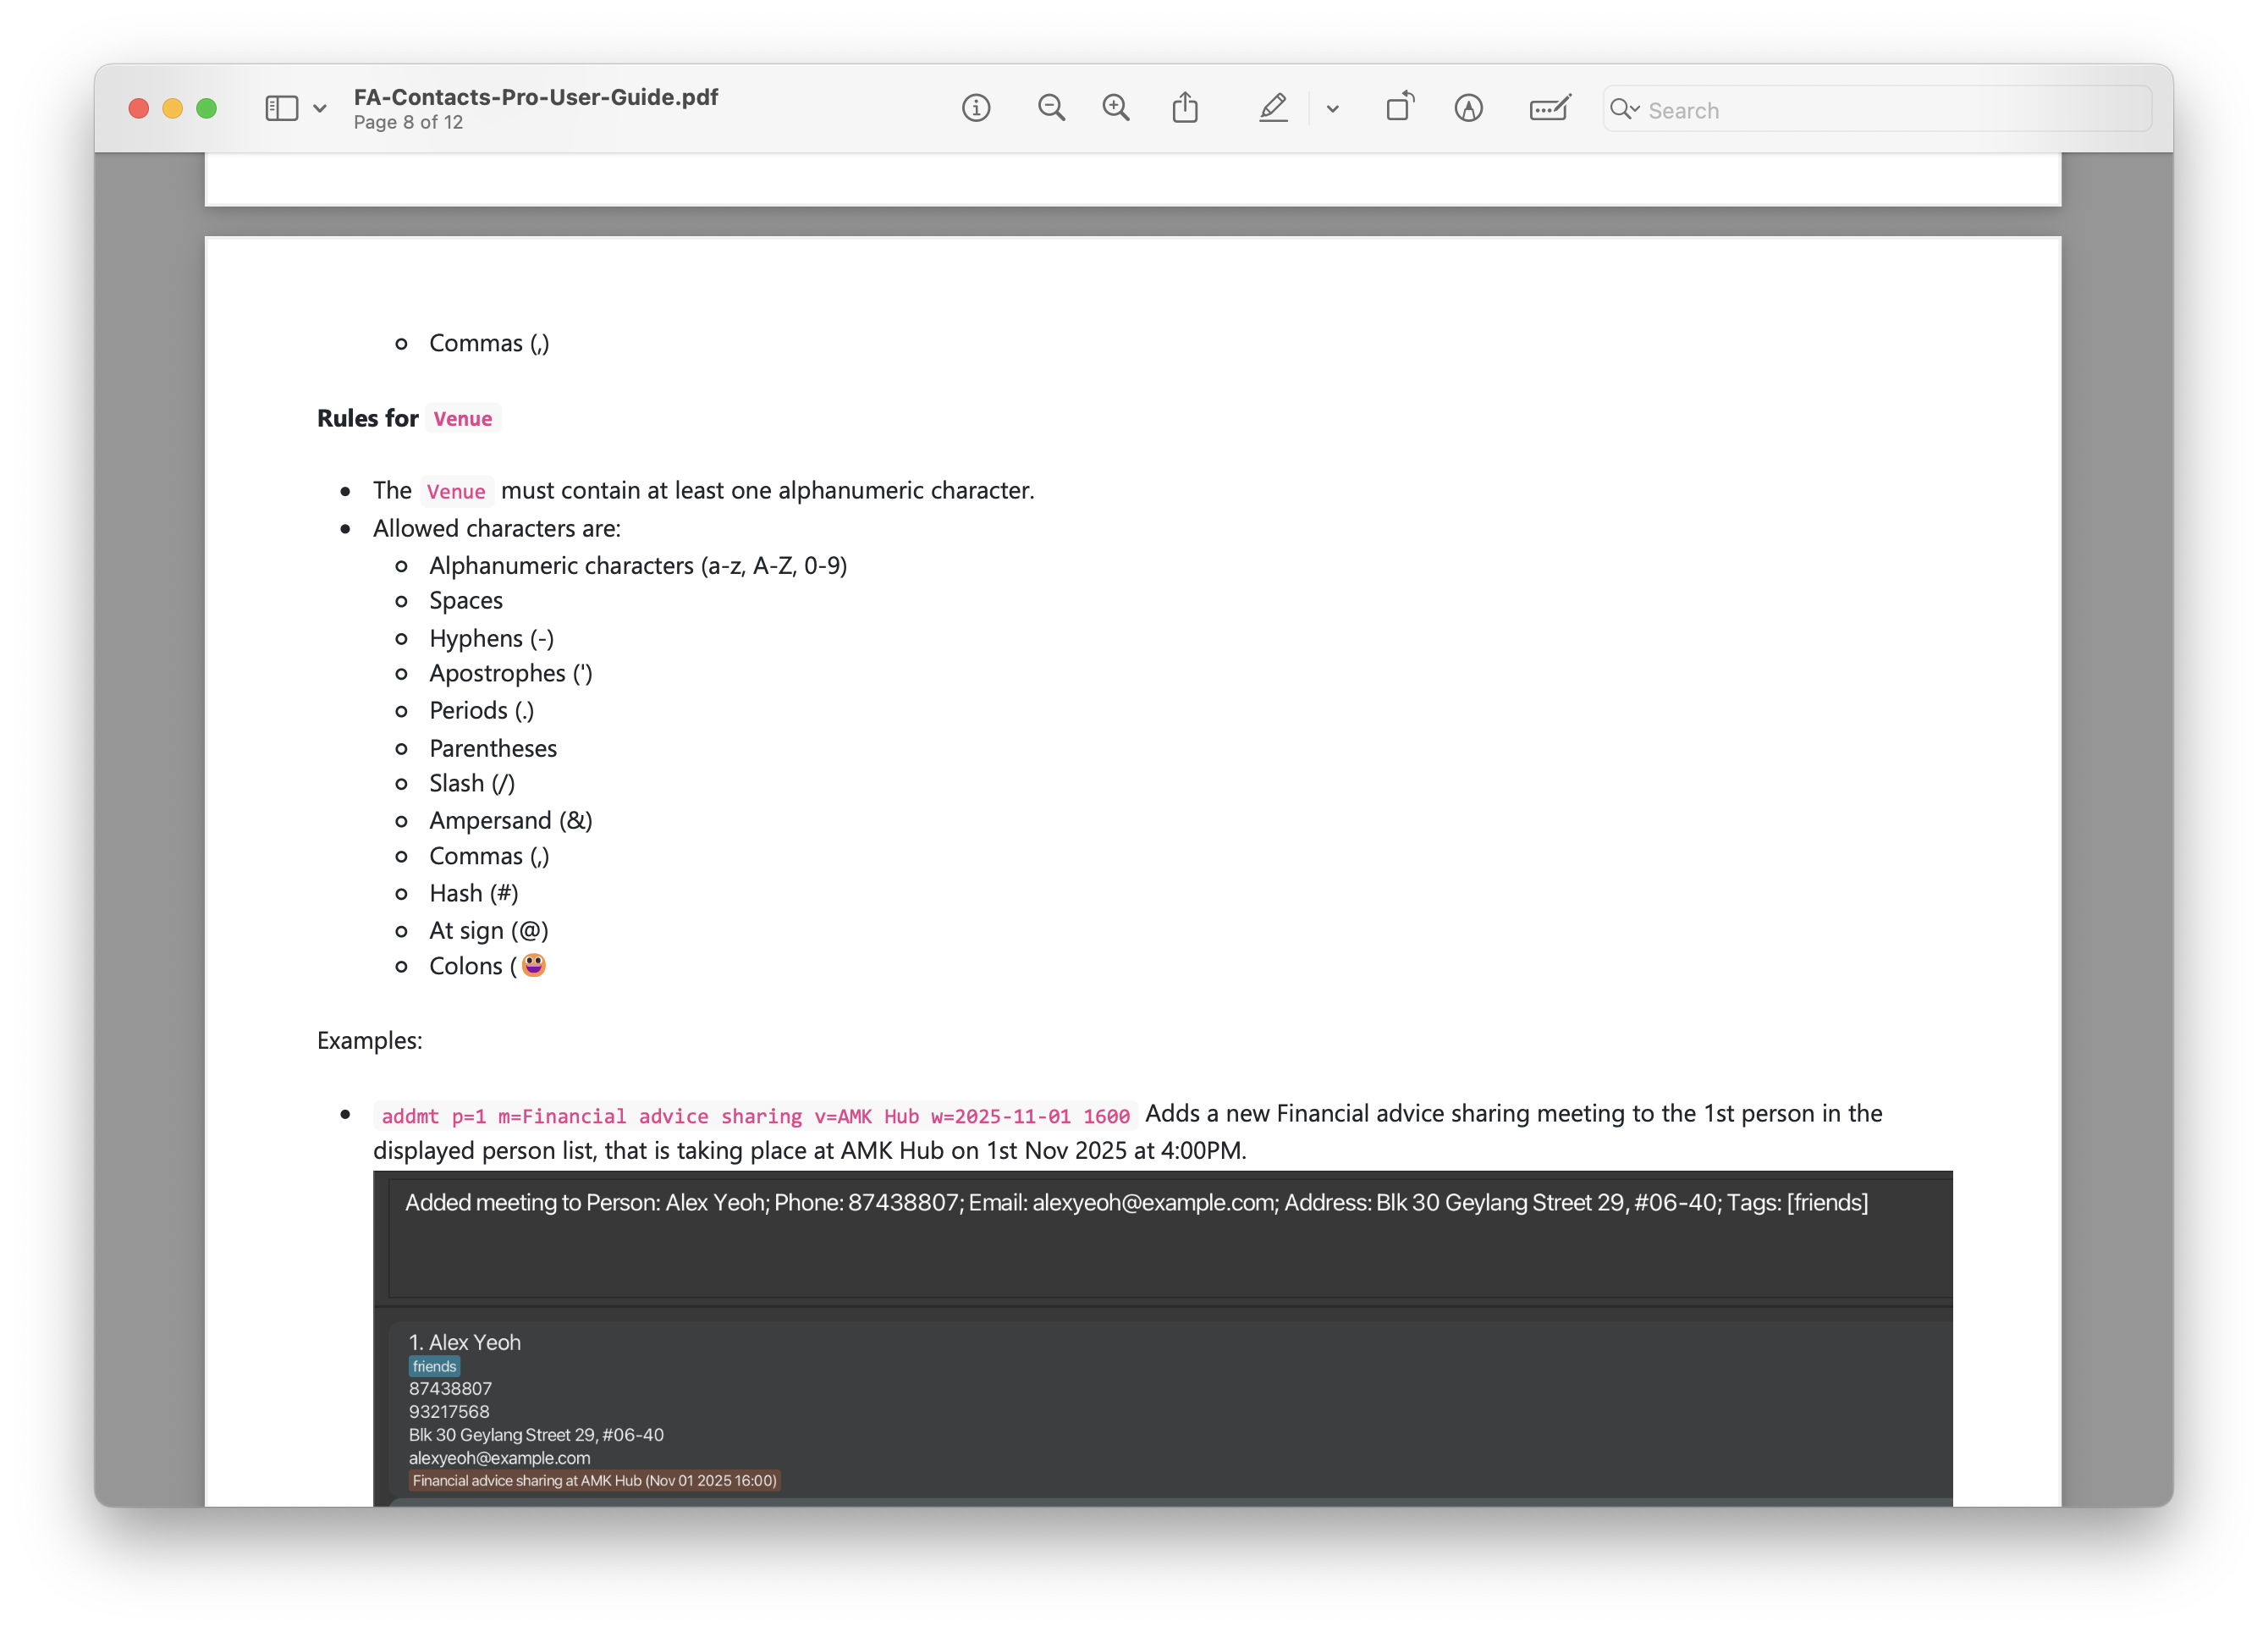 FA-Contacts-Pro-User-Guide.pdf
Page 8 of 12
Search
Commas (,)
Rules for Venue
The Venue must contain at least one alphanumeric character.
Allowed characters are:
Alphanumeric characters (a-z, A-Z, 0-9)
Spaces
Hyphens (-)
Apostrophes (')
Periods (.)
Parentheses
Slash (/)
Ampersand (&)
Commas (,)
Hash (#)
At sign (@)
Colons (😃
Examples:
addmt p=1 m=Financial advice sharing v=AMK Hub w=2025-11-01 1600 Adds a new Financial advice sharing meeting to the 1st person in the
displayed person list, that is taking place at AMK Hub on 1st Nov 2025 at 4:00PM.
Added meeting to Person: Alex Yeoh; Phone: 87438807; Email: alexyeoh@example.com; Address: Blk 30 Geylang Street 29, #06-40; Tags: [friends]
1. Alex Yeoh
friends
87438807
93217568
Blk 30 Geylang Street 29, #06-40
alexyeoh@example.com
Financial advice sharing at AMK Hub (Nov 01 2025 16:00)